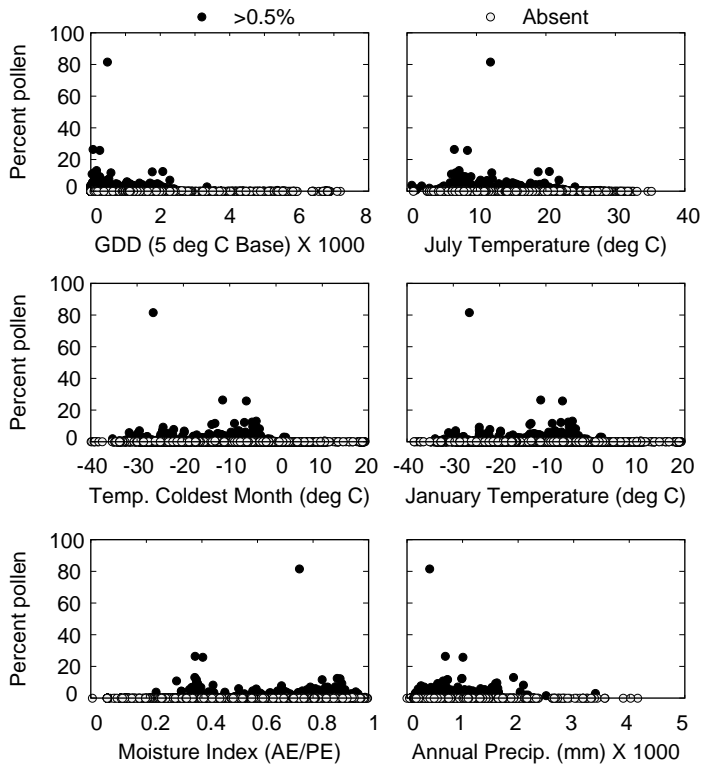 >0.5% Absent
Percent pollen
100
80
60
40
20
0
0 2 4 6 8
GDD (5 deg C Base) X 1000
0 10 20 30 40
July Temperature (deg C)
Percent pollen
100
80
60
40
20
0
-40 -30 -20 -10 0 10 20
Temp. Coldest Month (deg C)
-40 -30 -20 -10 0 10 20
January Temperature (deg C)
Percent pollen
100
80
60
40
20
0
0 0.2 0.4 0.6 0.8 1
Moisture Index (AE/PE)
0 1 2 3 4 5
Annual Precip. (mm) X 1000